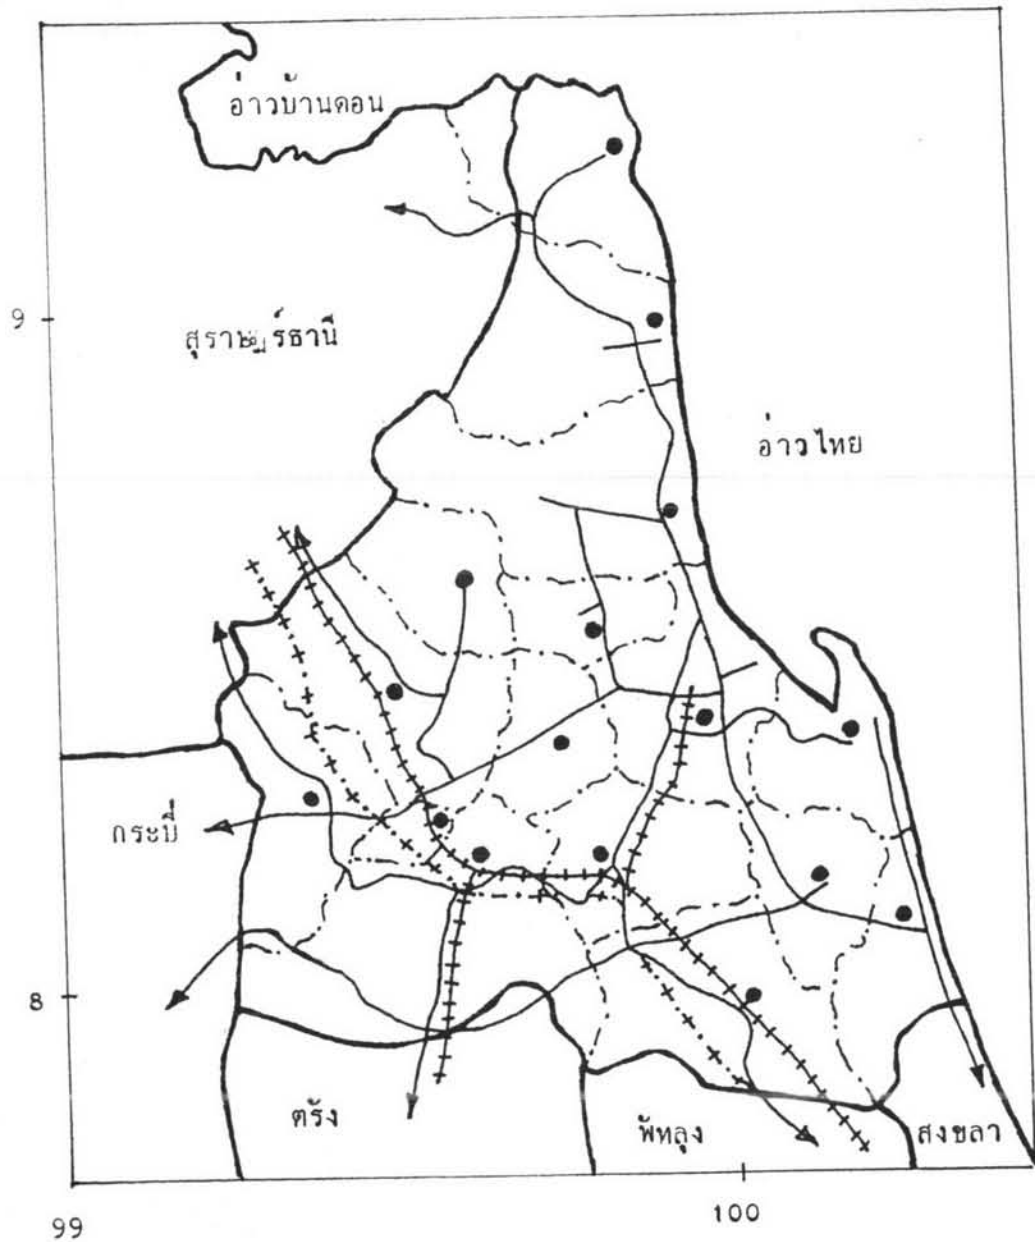 อ่าวบ้านดอน
9
สุราษฎร์ธานี
อ่าวไทย
กระบี่
8
ตรัง
พัทลุง
สงขลา
99
100